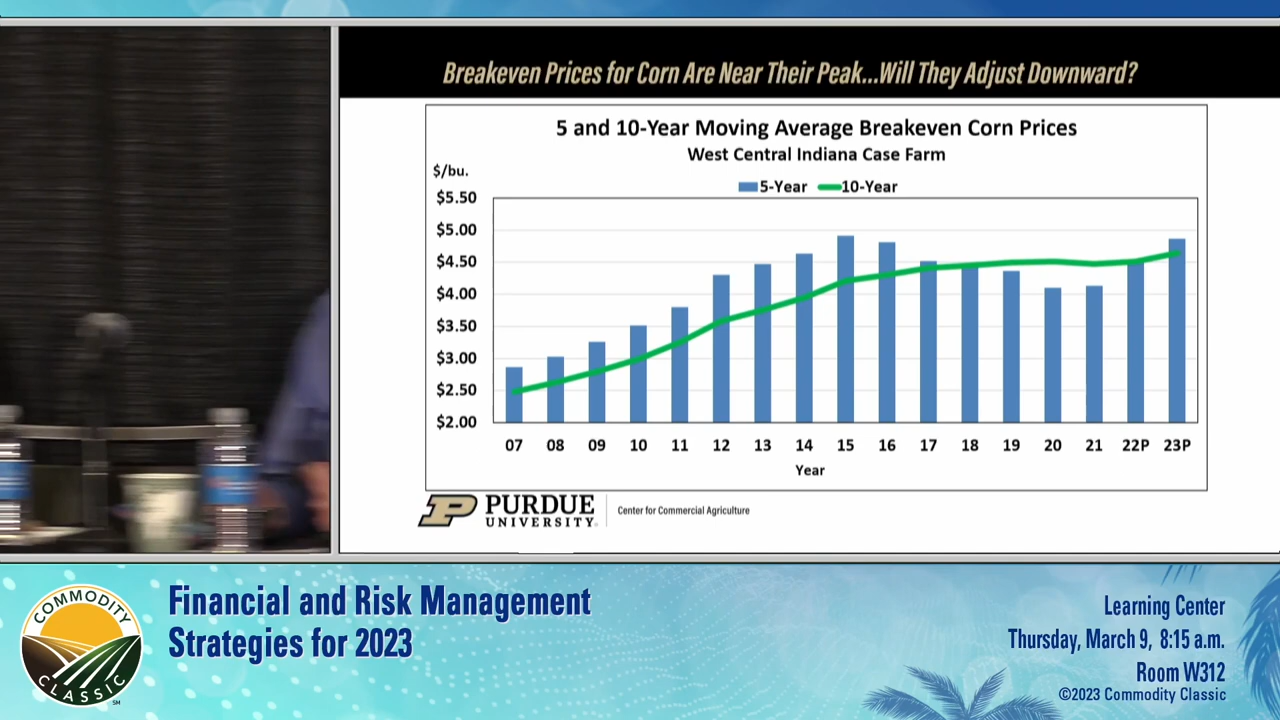 Breakeven Prices for Corn Are Near Their Peak...Will They Adjust Downward?
5 and 10-Year Moving Average Breakeven Corn Prices
West Central Indiana Case Farm
$/bu.
5-Year 10-Year
$5.50
$5.00
$4.50
$4.00
$3.50
$3.00
$2.50
$2.00
07 08 09 10 11 12 13 14 15 16 17 18 19 20 21 22P 23P
Year
PURDUE
UNIVERSITY.
Center for Commercial Agriculture
COMMODITY
CLASSIC
SM
Financial and Risk Management
Strategies for 2023
Learning Center
Thursday, March 9, 8:15 a.m.
Room W312
©2023 Commodity Classic